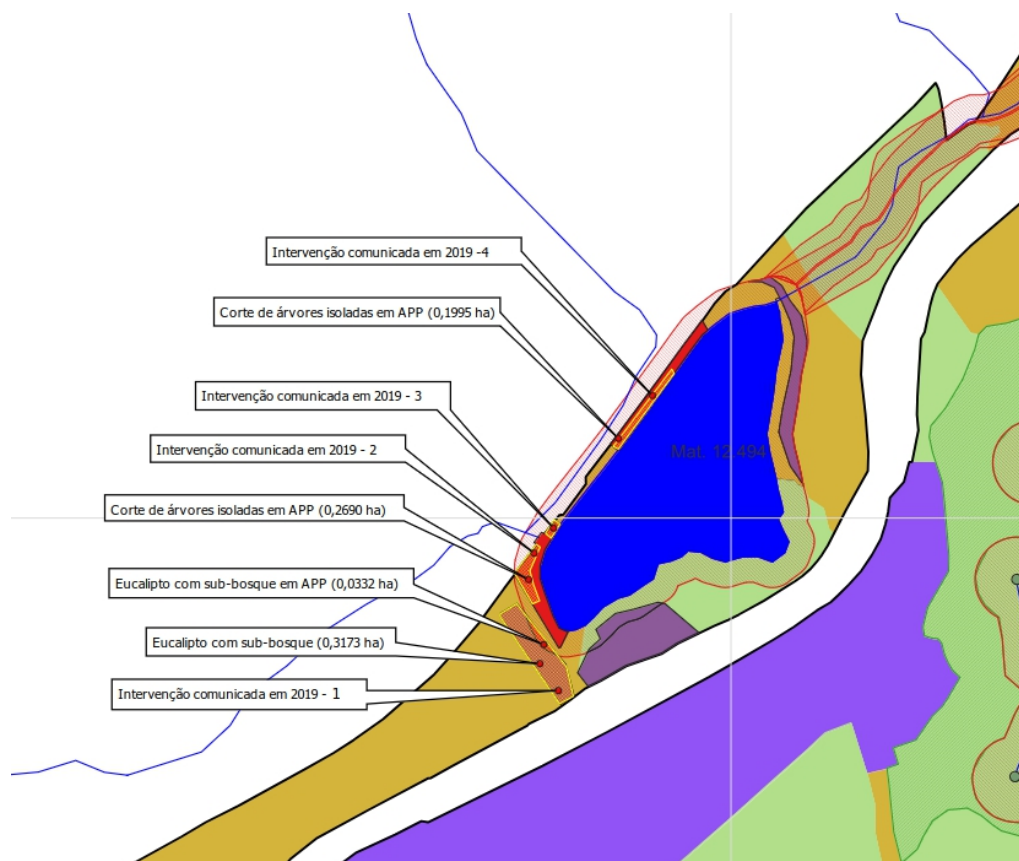 Intervenção comunicada em 2019 -4
Corte de árvores isoladas em APP (0,1995 ha)
Intervenção comunicada em 2019 - 3
Intervenção comunicada em 2019 - 2
Mat. 12.494
Corte de árvores isoladas em APP (0,2690 ha)
Eucalipto com sub-bosque em APP (0,0332 ha)
Eucalipto com sub-bosque (0,3173 ha)
Intervenção comunicada em 2019 - 1